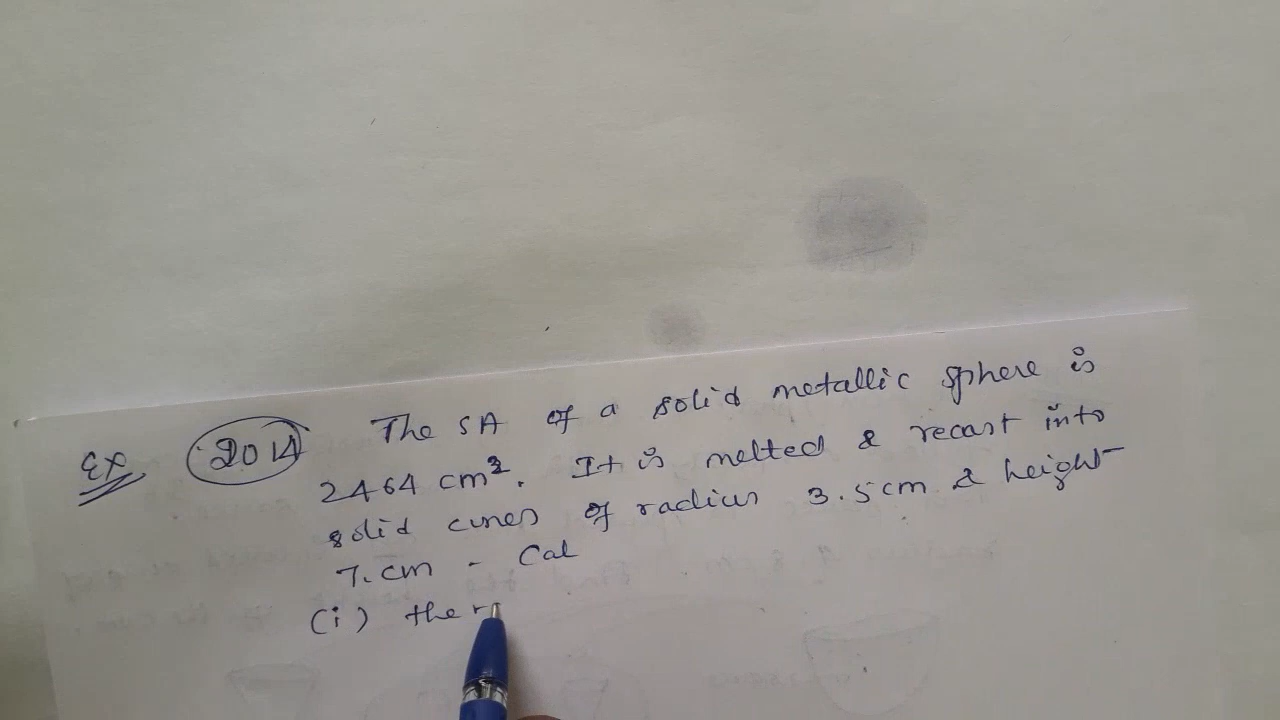 Ex 2014 The SA of a solid metallic sphere is
2464 cm². It is melted & recast into
solid cones of radius 3.5cm & height
7.cm - Cal
(i) the r